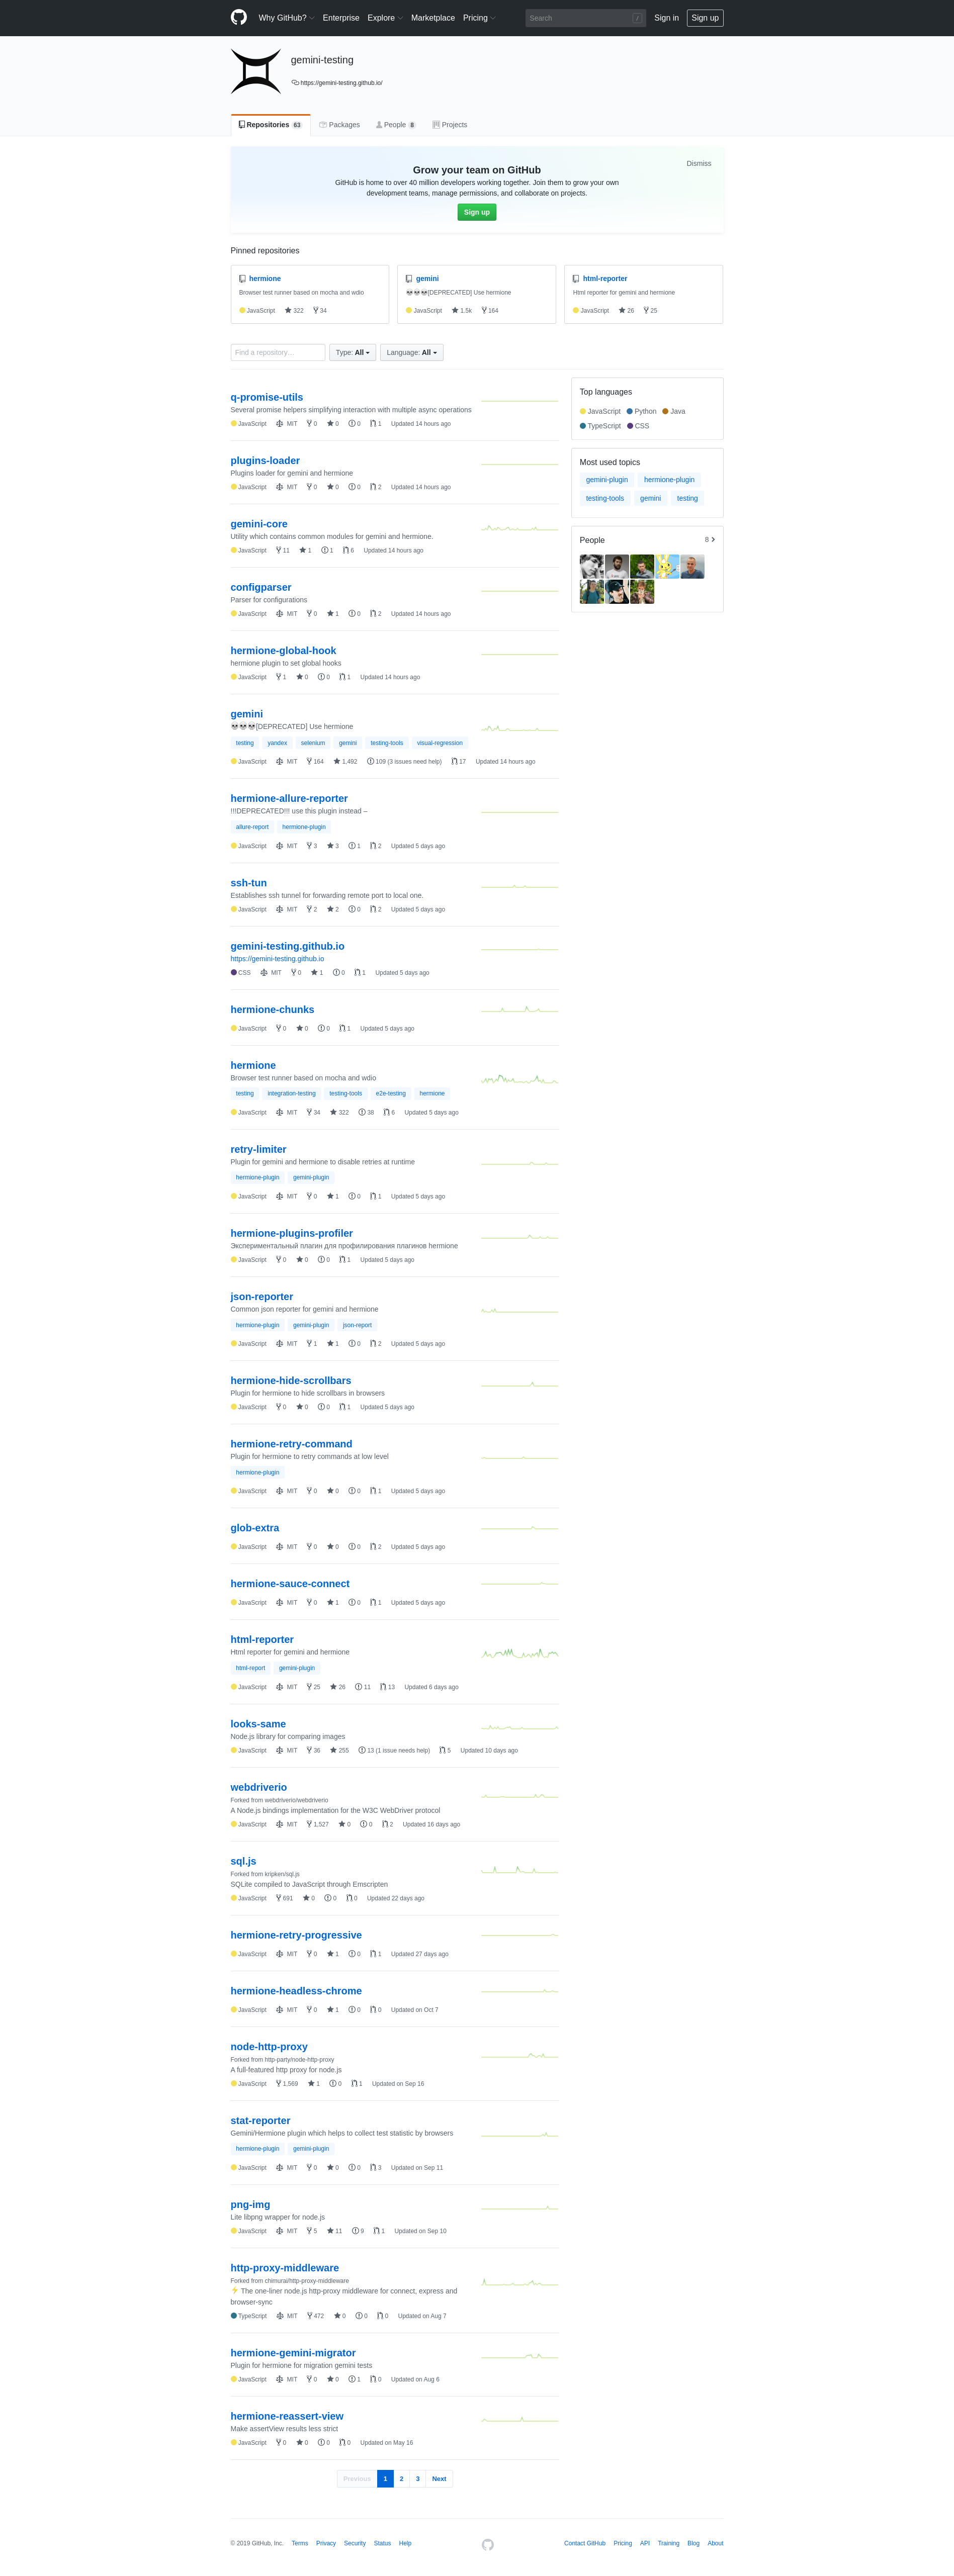 Why GitHub? Enterprise Explore Marketplace Pricing Search / Sign in Sign up
gemini-testing
https://gemini-testing.github.io/
Repositories 63 Packages People 8 Projects
Dismiss
Grow your team on GitHub
GitHub is home to over 40 million developers working together. Join them to grow your own
development teams, manage permissions, and collaborate on projects.
Sign up
Pinned repositories
hermione
Browser test runner based on mocha and wdio
JavaScript 322 34
gemini
💀💀💀[DEPRECATED] Use hermione
JavaScript 1.5k 164
html-reporter
Html reporter for gemini and hermione
JavaScript 26 25
Find a repository… Type: All Language: All
q-promise-utils
Several promise helpers simplifying interaction with multiple async operations
JavaScript MIT 0 0 0 1 Updated 14 hours ago
plugins-loader
Plugins loader for gemini and hermione
JavaScript MIT 0 0 0 2 Updated 14 hours ago
gemini-core
Utility which contains common modules for gemini and hermione.
JavaScript 11 1 1 6 Updated 14 hours ago
configparser
Parser for configurations
JavaScript MIT 0 1 0 2 Updated 14 hours ago
hermione-global-hook
hermione plugin to set global hooks
JavaScript 1 0 0 1 Updated 14 hours ago
gemini
💀💀💀[DEPRECATED] Use hermione
testing yandex selenium gemini testing-tools visual-regression
JavaScript MIT 164 1,492 109 (3 issues need help) 17 Updated 14 hours ago
hermione-allure-reporter
!!!DEPRECATED!!! use this plugin instead –
allure-report hermione-plugin
JavaScript MIT 3 3 1 2 Updated 5 days ago
ssh-tun
Establishes ssh tunnel for forwarding remote port to local one.
JavaScript MIT 2 2 0 2 Updated 5 days ago
gemini-testing.github.io
https://gemini-testing.github.io
CSS MIT 0 1 0 1 Updated 5 days ago
hermione-chunks
JavaScript 0 0 0 1 Updated 5 days ago
hermione
Browser test runner based on mocha and wdio
testing integration-testing testing-tools e2e-testing hermione
JavaScript MIT 34 322 38 6 Updated 5 days ago
retry-limiter
Plugin for gemini and hermione to disable retries at runtime
hermione-plugin gemini-plugin
JavaScript MIT 0 1 0 1 Updated 5 days ago
hermione-plugins-profiler
Экспериментальный плагин для профилирования плагинов hermione
JavaScript 0 0 0 1 Updated 5 days ago
json-reporter
Common json reporter for gemini and hermione
hermione-plugin gemini-plugin json-report
JavaScript MIT 1 1 0 2 Updated 5 days ago
hermione-hide-scrollbars
Plugin for hermione to hide scrollbars in browsers
JavaScript 0 0 0 1 Updated 5 days ago
hermione-retry-command
Plugin for hermione to retry commands at low level
hermione-plugin
JavaScript MIT 0 0 0 1 Updated 5 days ago
glob-extra
JavaScript MIT 0 0 0 2 Updated 5 days ago
hermione-sauce-connect
JavaScript MIT 0 1 0 1 Updated 5 days ago
html-reporter
Html reporter for gemini and hermione
html-report gemini-plugin
JavaScript MIT 25 26 11 13 Updated 6 days ago
looks-same
Node.js library for comparing images
JavaScript MIT 36 255 13 (1 issue needs help) 5 Updated 10 days ago
webdriverio
Forked from webdriverio/webdriverio
A Node.js bindings implementation for the W3C WebDriver protocol
JavaScript MIT 1,527 0 0 2 Updated 16 days ago
sql.js
Forked from kripken/sql.js
SQLite compiled to JavaScript through Emscripten
JavaScript 691 0 0 0 Updated 22 days ago
hermione-retry-progressive
JavaScript MIT 0 1 0 1 Updated 27 days ago
hermione-headless-chrome
JavaScript MIT 0 1 0 0 Updated on Oct 7
node-http-proxy
Forked from http-party/node-http-proxy
A full-featured http proxy for node.js
JavaScript 1,569 1 0 1 Updated on Sep 16
stat-reporter
Gemini/Hermione plugin which helps to collect test statistic by browsers
hermione-plugin gemini-plugin
JavaScript MIT 0 0 0 3 Updated on Sep 11
png-img
Lite libpng wrapper for node.js
JavaScript MIT 5 11 9 1 Updated on Sep 10
http-proxy-middleware
Forked from chimurai/http-proxy-middleware
⚡ The one-liner node.js http-proxy middleware for connect, express and
browser-sync
TypeScript MIT 472 0 0 0 Updated on Aug 7
hermione-gemini-migrator
Plugin for hermione for migration gemini tests
JavaScript MIT 0 0 1 0 Updated on Aug 6
hermione-reassert-view
Make assertView results less strict
JavaScript 0 0 0 0 Updated on May 16
Previous 1 2 3 Next
Top languages
JavaScript Python Java
TypeScript CSS
Most used topics
gemini-plugin hermione-plugin
testing-tools gemini testing
People 8
© 2019 GitHub, Inc. Terms Privacy Security Status Help Contact GitHub Pricing API Training Blog About